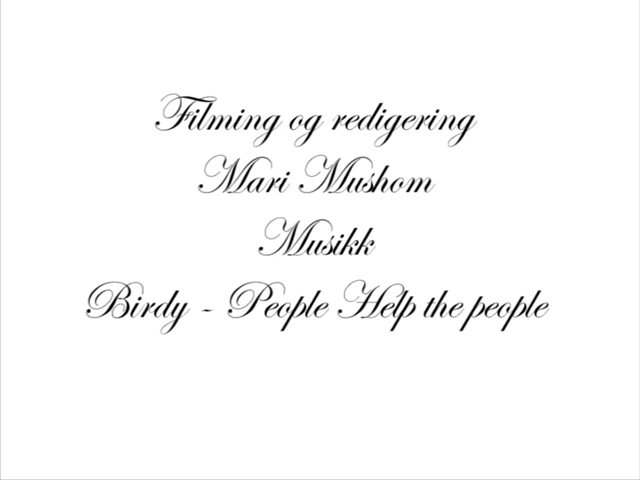 Filming og redigering
Mari Mushom
Musikk
Birdy - People Help the people